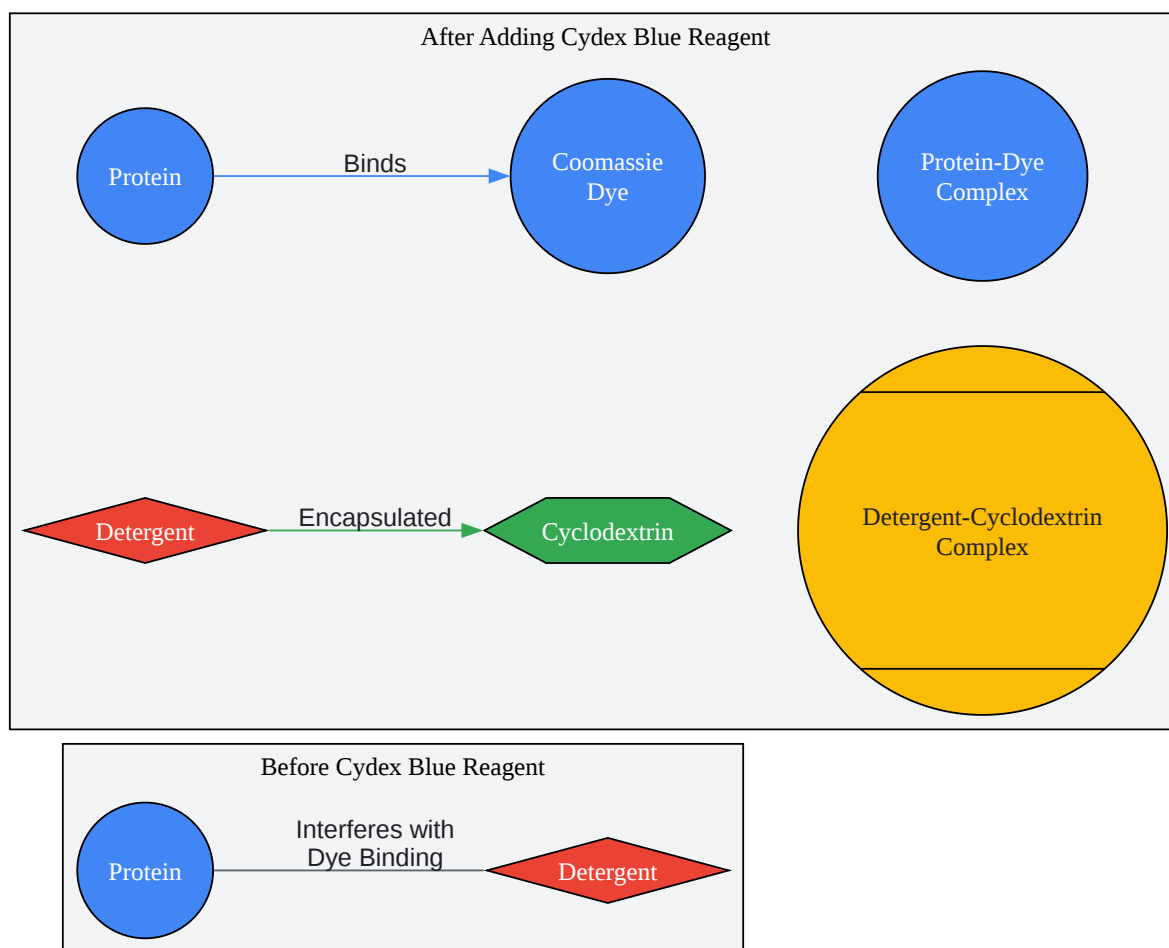 After Adding Cydex Blue Reagent
Protein
Binds
Coomassie
Dye
Protein-Dye
Complex
Detergent
Encapsulated
Cyclodextrin
Detergent-Cyclodextrin
Complex
Before Cydex Blue Reagent
Protein
Interferes with
Dye Binding
Detergent